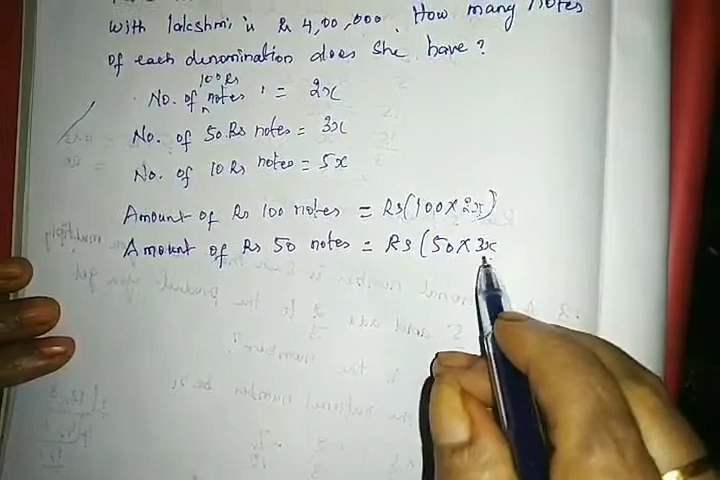 with lakshmi is Rs 4,00,000. How many notes
of each denomination does she have?
100 Rs
No. of notes = 2x
No. of 50 Rs notes = 3x
No. of 10 Rs notes = 5x
Amount of Rs 100 notes = Rs(100×2x)
Amount of Rs 50 notes = Rs(50×3x